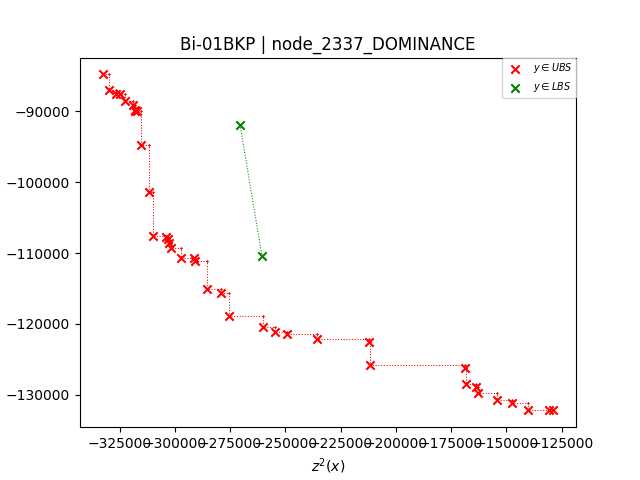 Bi-01BKP | node_2337_DOMINANCE
y ∈ UBS
y ∈ LBS
−90000
−100000
−110000
−120000
−130000
−325000 −300000 −275000 −250000 −225000 −200000 −175000 −150000 −125000
z²(x)